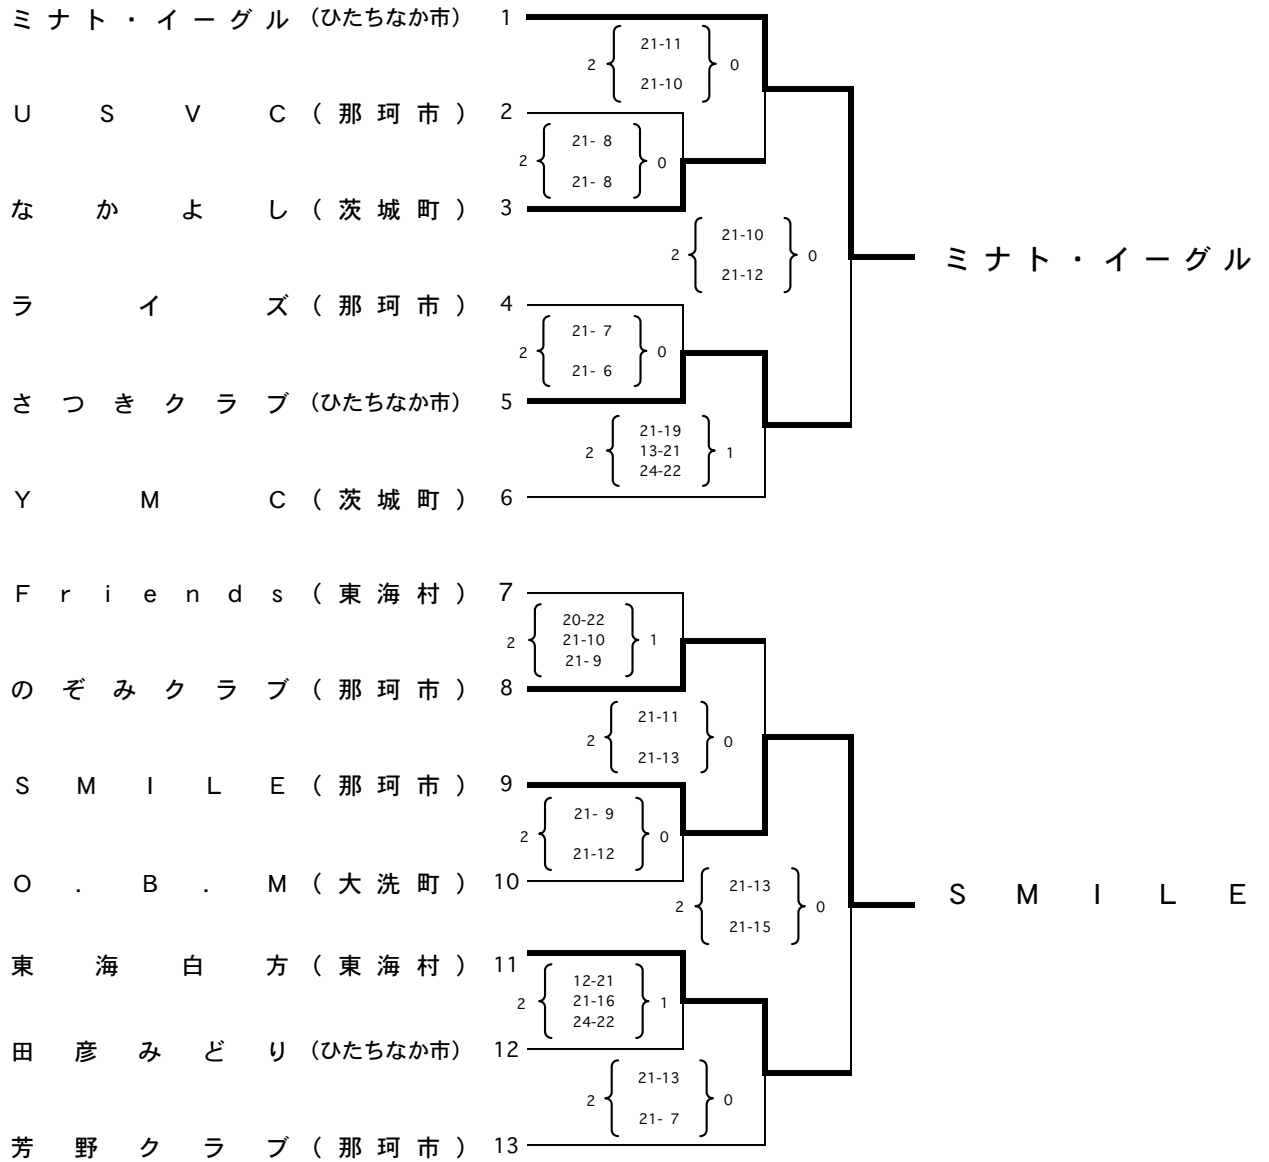 ミナト・イーグル (ひたちなか市) 1
21-11
2 0
21-10
USVC (那珂市) 2
21- 8
2 0
21- 8
なかよし (茨城町) 3
21-10
2 0
21-12
ミナト・イーグル
ライズ (那珂市) 4
21- 7
2 0
21- 6
さつきクラブ (ひたちなか市) 5
21-19
2 13-21 1
24-22
YMC (茨城町) 6
Friends (東海村) 7
20-22
2 21-10 1
21- 9
のぞみクラブ (那珂市) 8
21-11
2 0
21-13
SMILE (那珂市) 9
21- 9
2 0
21-12
O.B.M (大洗町) 10
21-13
2 0
21-15
SMILE
東海白方 (東海村) 11
12-21
2 21-16 1
24-22
田彦みどり (ひたちなか市) 12
21-13
2 0
21- 7
芳野クラブ (那珂市) 13